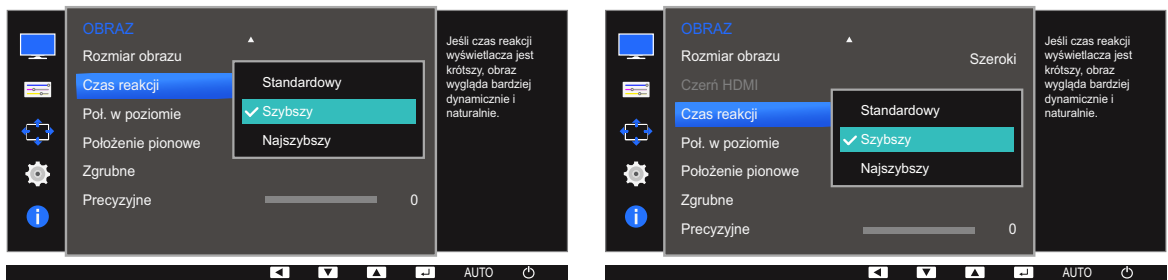 OBRAZ
Rozmiar obrazu
Czas reakcji
Poł. w poziomie
Położenie pionowe
Zgrubne
Precyzyjne
0
Standardowy
Szybszy
Najszybszy
Jeśli czas reakcji
wyświetlacza jest
krótszy, obraz
wygląda bardziej
dynamicznie i
naturalnie.
AUTO
OBRAZ
Rozmiar obrazu
Szeroki
Czerń HDMI
Czas reakcji
Poł. w poziomie
Położenie pionowe
Zgrubne
Precyzyjne
0
Standardowy
Szybszy
Najszybszy
Jeśli czas reakcji
wyświetlacza jest
krótszy, obraz
wygląda bardziej
dynamicznie i
naturalnie.
AUTO